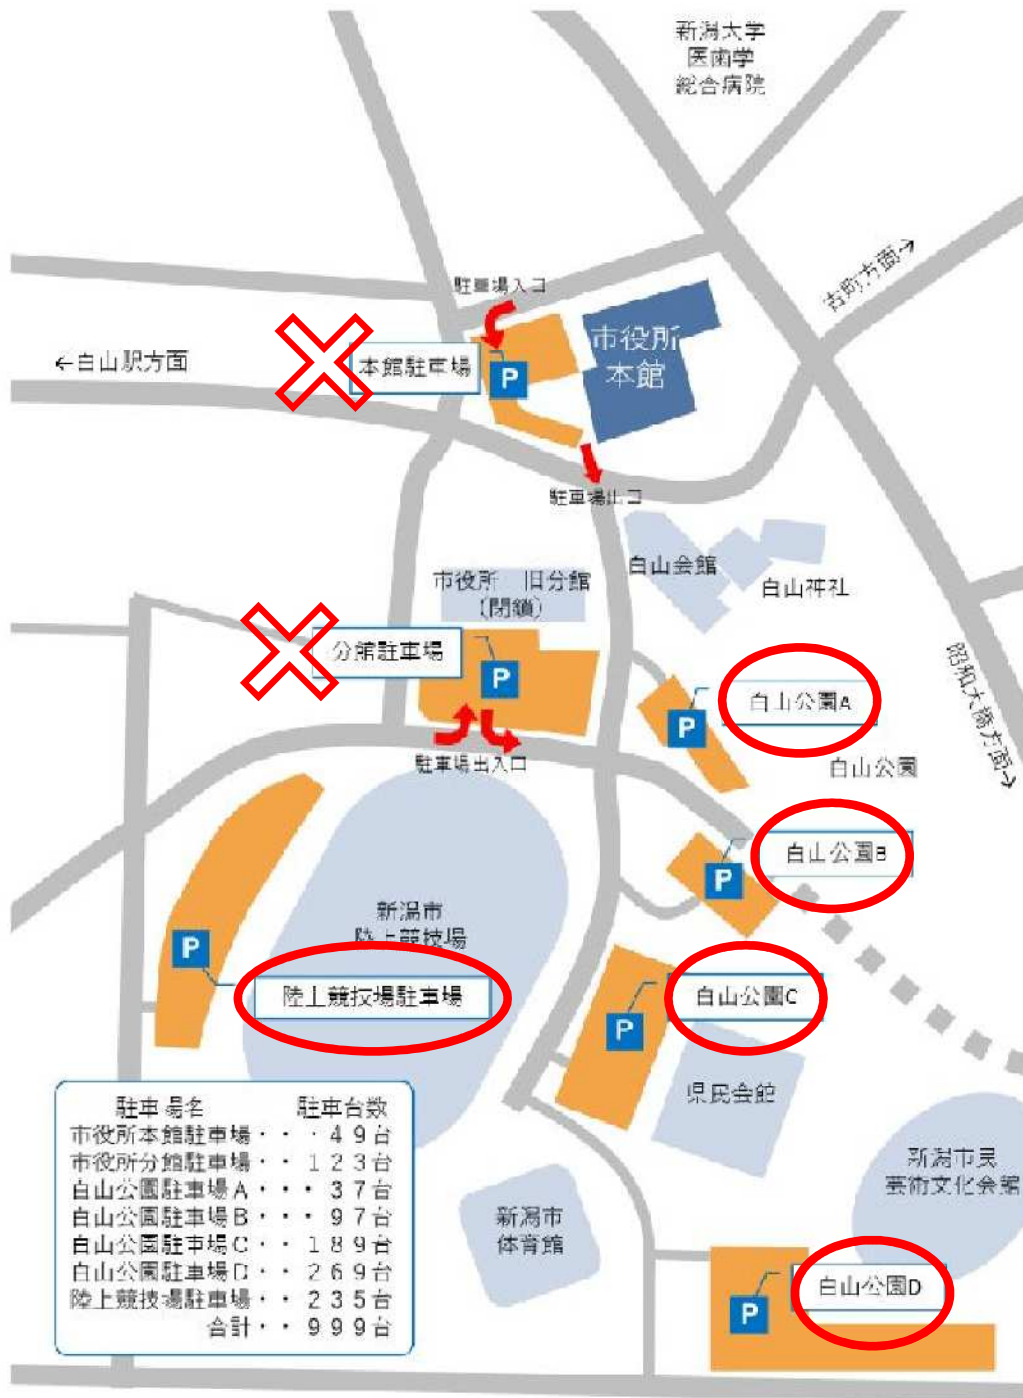 新潟大学
医歯学
総合病院
古町方面→
駐車場入口
←白山駅方面
本館駐車場
P
市役所
本館
駐車場出口
白山会館
白山神社
市役所 旧分館
(閉鎖)
分館駐車場
P
駐車場出入口
昭和大橋方面→
白山公園A
P
白山公園
白山公園B
P
新潟市
陸上競技場
P
陸上競技場駐車場
白山公園C
P
県民会館
新潟市民
芸術文化会館
新潟市
体育館
白山公園D
P
駐車場名 駐車台数
市役所本館駐車場・・・49台
市役所分館駐車場・・123台
白山公園駐車場A・・・37台
白山公園駐車場B・・・97台
白山公園駐車場C・・189台
白山公園駐車場D・・269台
陸上競技場駐車場・・235台
合計・・999台